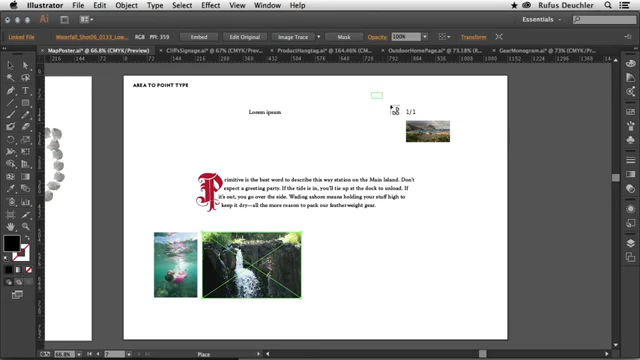 Illustrator File Edit Object Type Select Effect View Window Help Rufus Deuchler
Ai Essentials
Linked File Waterfall_Shot06_0133_Low... RGB PPI: 359 Embed Edit Original Image Trace Mask Opacity: 100% Transform
MapPoster.ai* @ 66.8% (CMYK/Preview) CliffsSignage.ai* @ 67% (CMYK/Prev... ProductHangtag.ai* @ 164.46% (CM... OutdoorHomePage.ai* @ 73.18% (R... GearMonogram.ai* @ 73% (CMYK/P...
AREA TO POINT TYPE
Lorem ipsum
1/1
Primitive is the best word to describe this way station on the Main Island. Don't
expect a greeting party. If the tide is in, you'll tie up at the dock to unload. If
it's out, you go over the side. Wading ashore means holding your stuff high to
keep it dry—all the more reason to pack our featherweight gear.
66.8% 7 Place